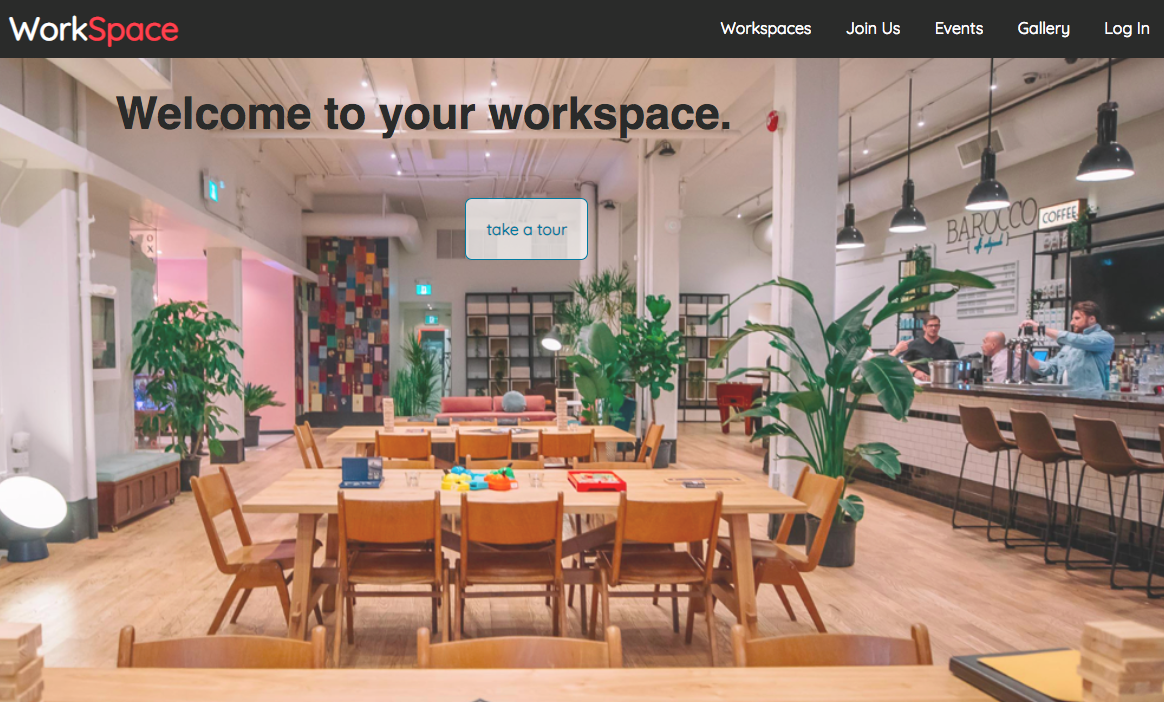 WorkSpace
Workspaces
Join Us
Events
Gallery
Log In
Welcome to your workspace.
take a tour
BAROCCO
COFFEE